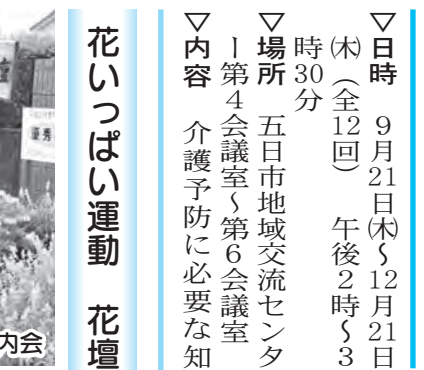 ▽日時　9月21日㈭～12月21日
㈭（全12回）　午後2時～3
時30分
▽場所　五日市地域交流センタ
ー第4会議室～第6会議室
▽内容　介護予防に必要な知
花いっぱい運動　花壇
優秀
内会